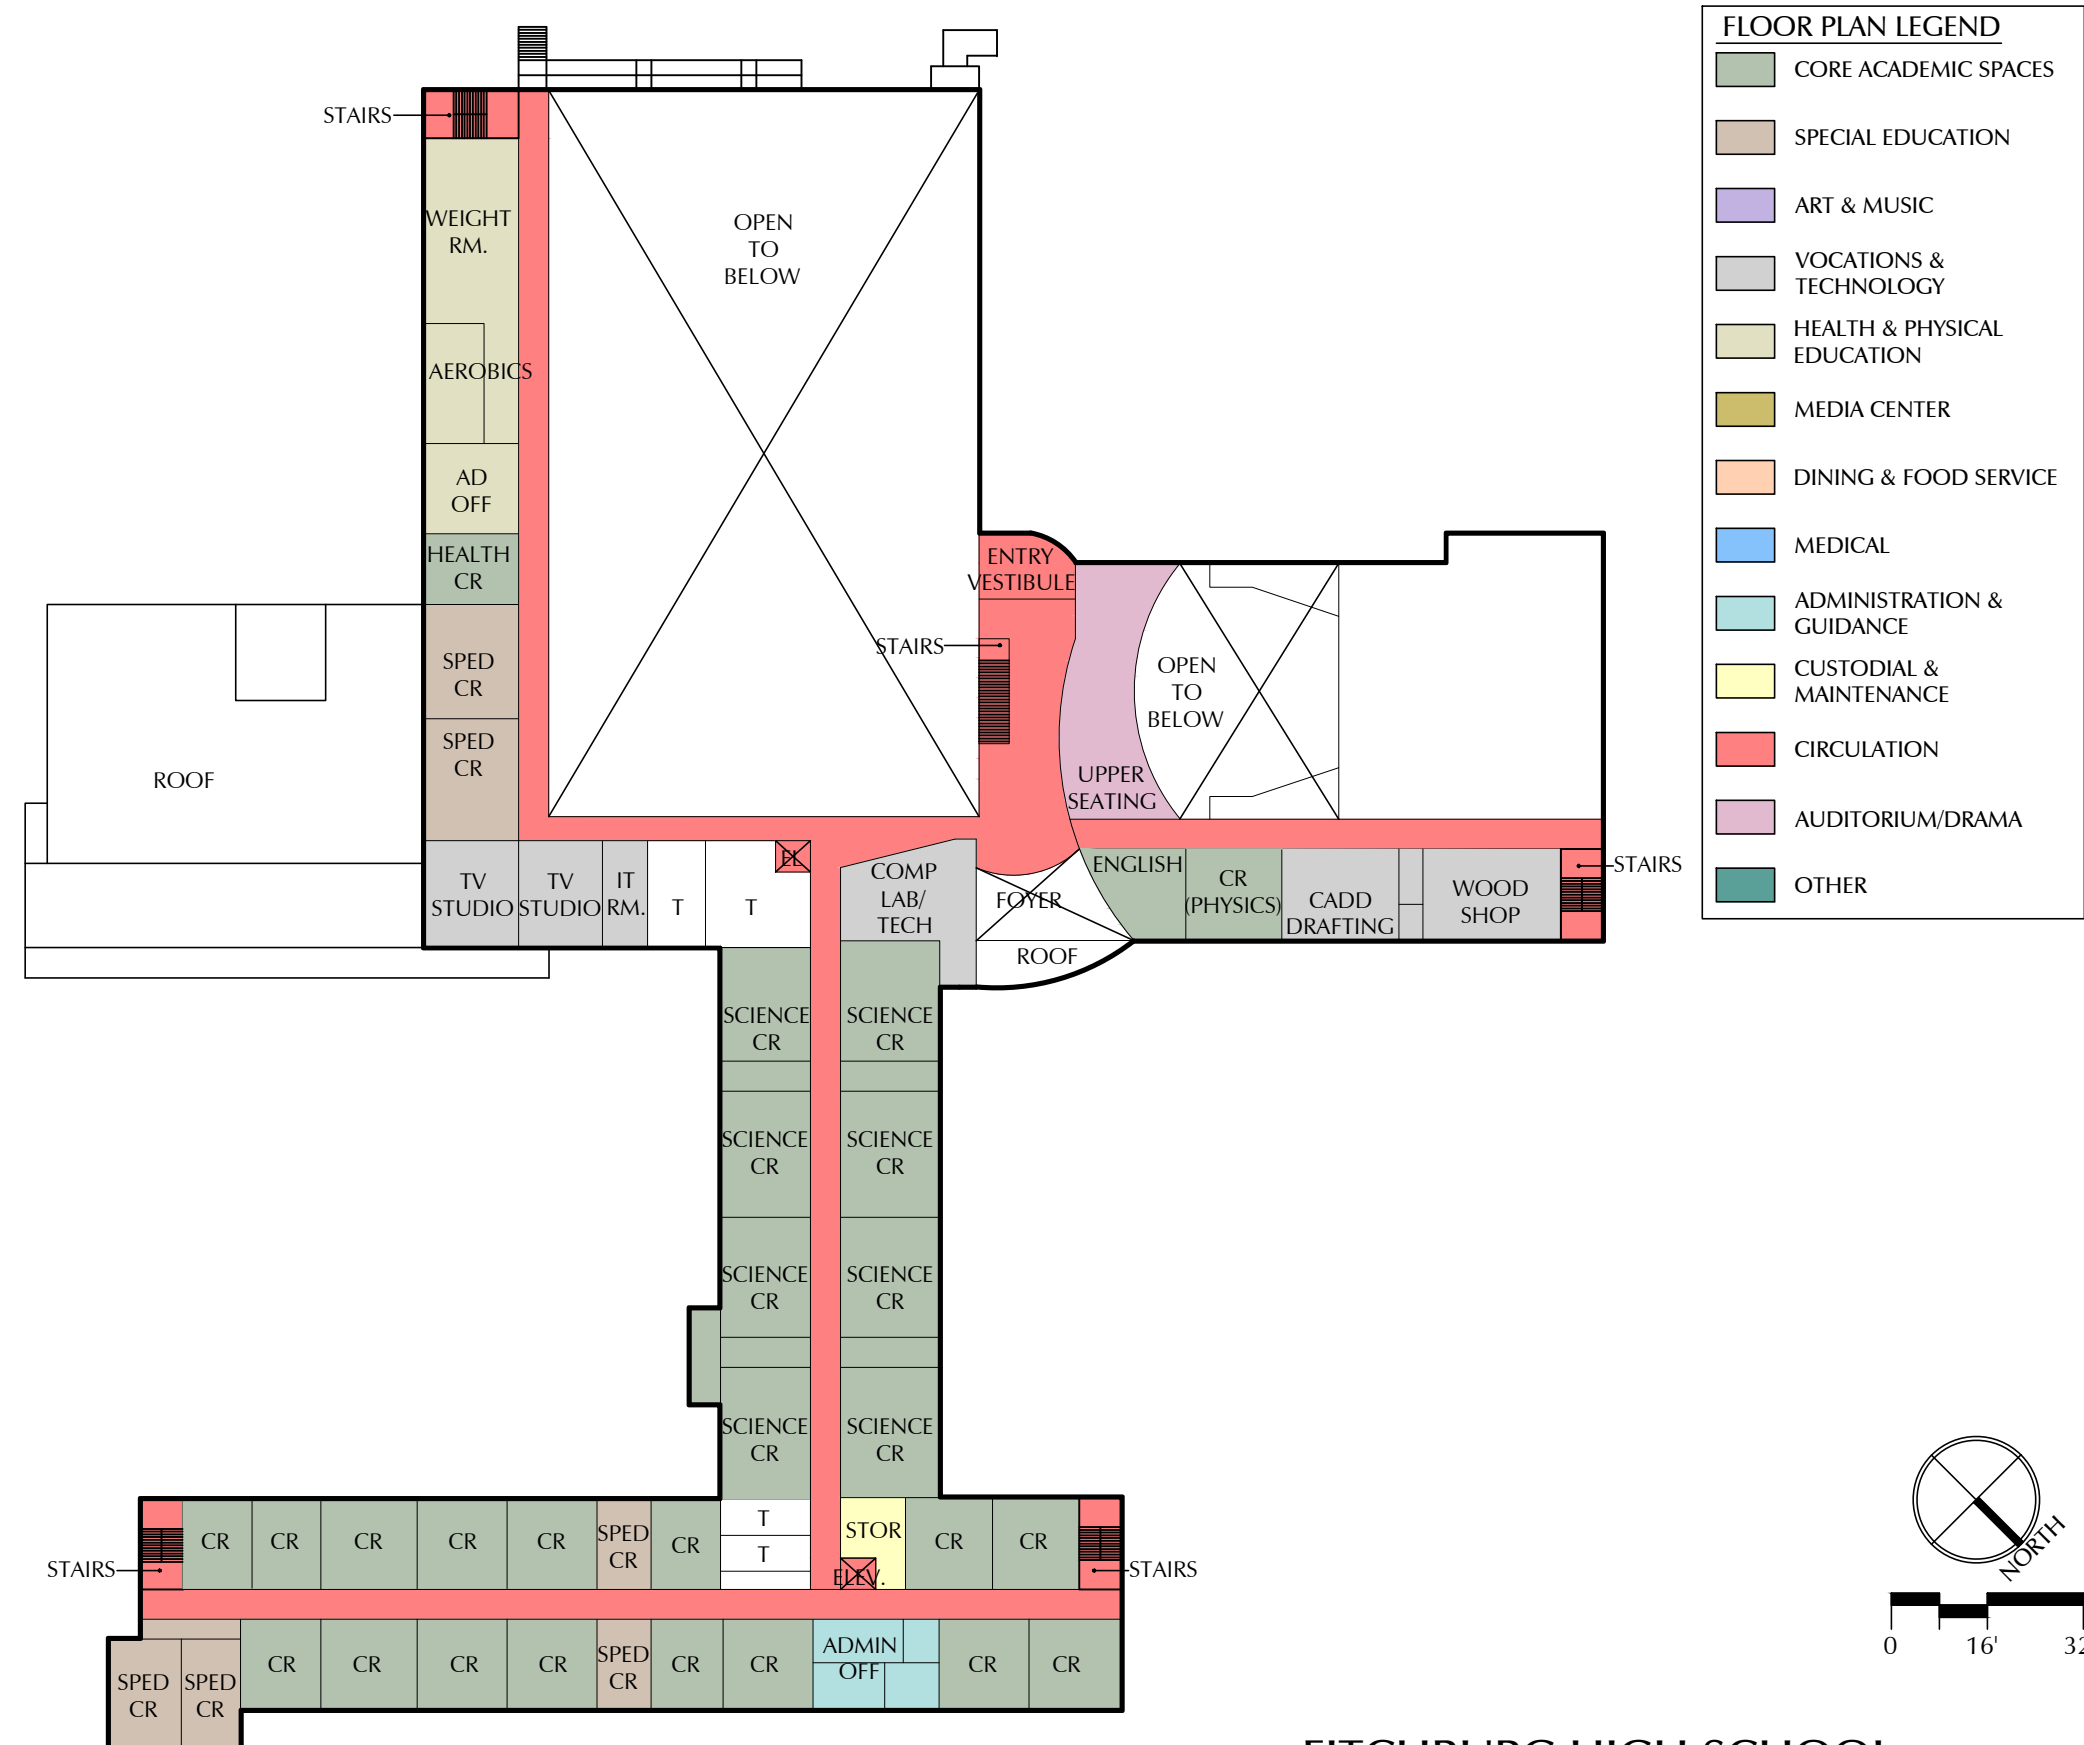 FLOOR PLAN LEGEND
CORE ACADEMIC SPACES
SPECIAL EDUCATION
ART & MUSIC
VOCATIONS &
TECHNOLOGY
HEALTH & PHYSICAL
EDUCATION
MEDIA CENTER
DINING & FOOD SERVICE
MEDICAL
ADMINISTRATION &
GUIDANCE
CUSTODIAL &
MAINTENANCE
CIRCULATION
AUDITORIUM/DRAMA
OTHER
STAIRS
WEIGHT
RM.
OPEN
TO
BELOW
AEROBICS
AD
OFF
HEALTH
CR
ENTRY
VESTIBULE
STAIRS
SPED
CR
SPED
CR
ROOF
OPEN
TO
BELOW
UPPER
SEATING
TV
STUDIO
TV
STUDIO
IT
RM.
T
T
EL
COMP
LAB/
TECH
FOYER
ROOF
ENGLISH
CR
(PHYSICS)
CADD
DRAFTING
WOOD
SHOP
STAIRS
SCIENCE
CR
SCIENCE
CR
SCIENCE
CR
SCIENCE
CR
SCIENCE
CR
SCIENCE
CR
SCIENCE
CR
SCIENCE
CR
STAIRS
CR
CR
CR
CR
CR
SPED
CR
CR
T
T
STOR
ELEV.
CR
CR
STAIRS
SPED
CR
SPED
CR
CR
CR
CR
CR
SPED
CR
CR
CR
ADMIN
OFF
CR
CR
NORTH
0 16' 32
FITCHBURG HIGH SCHOOL